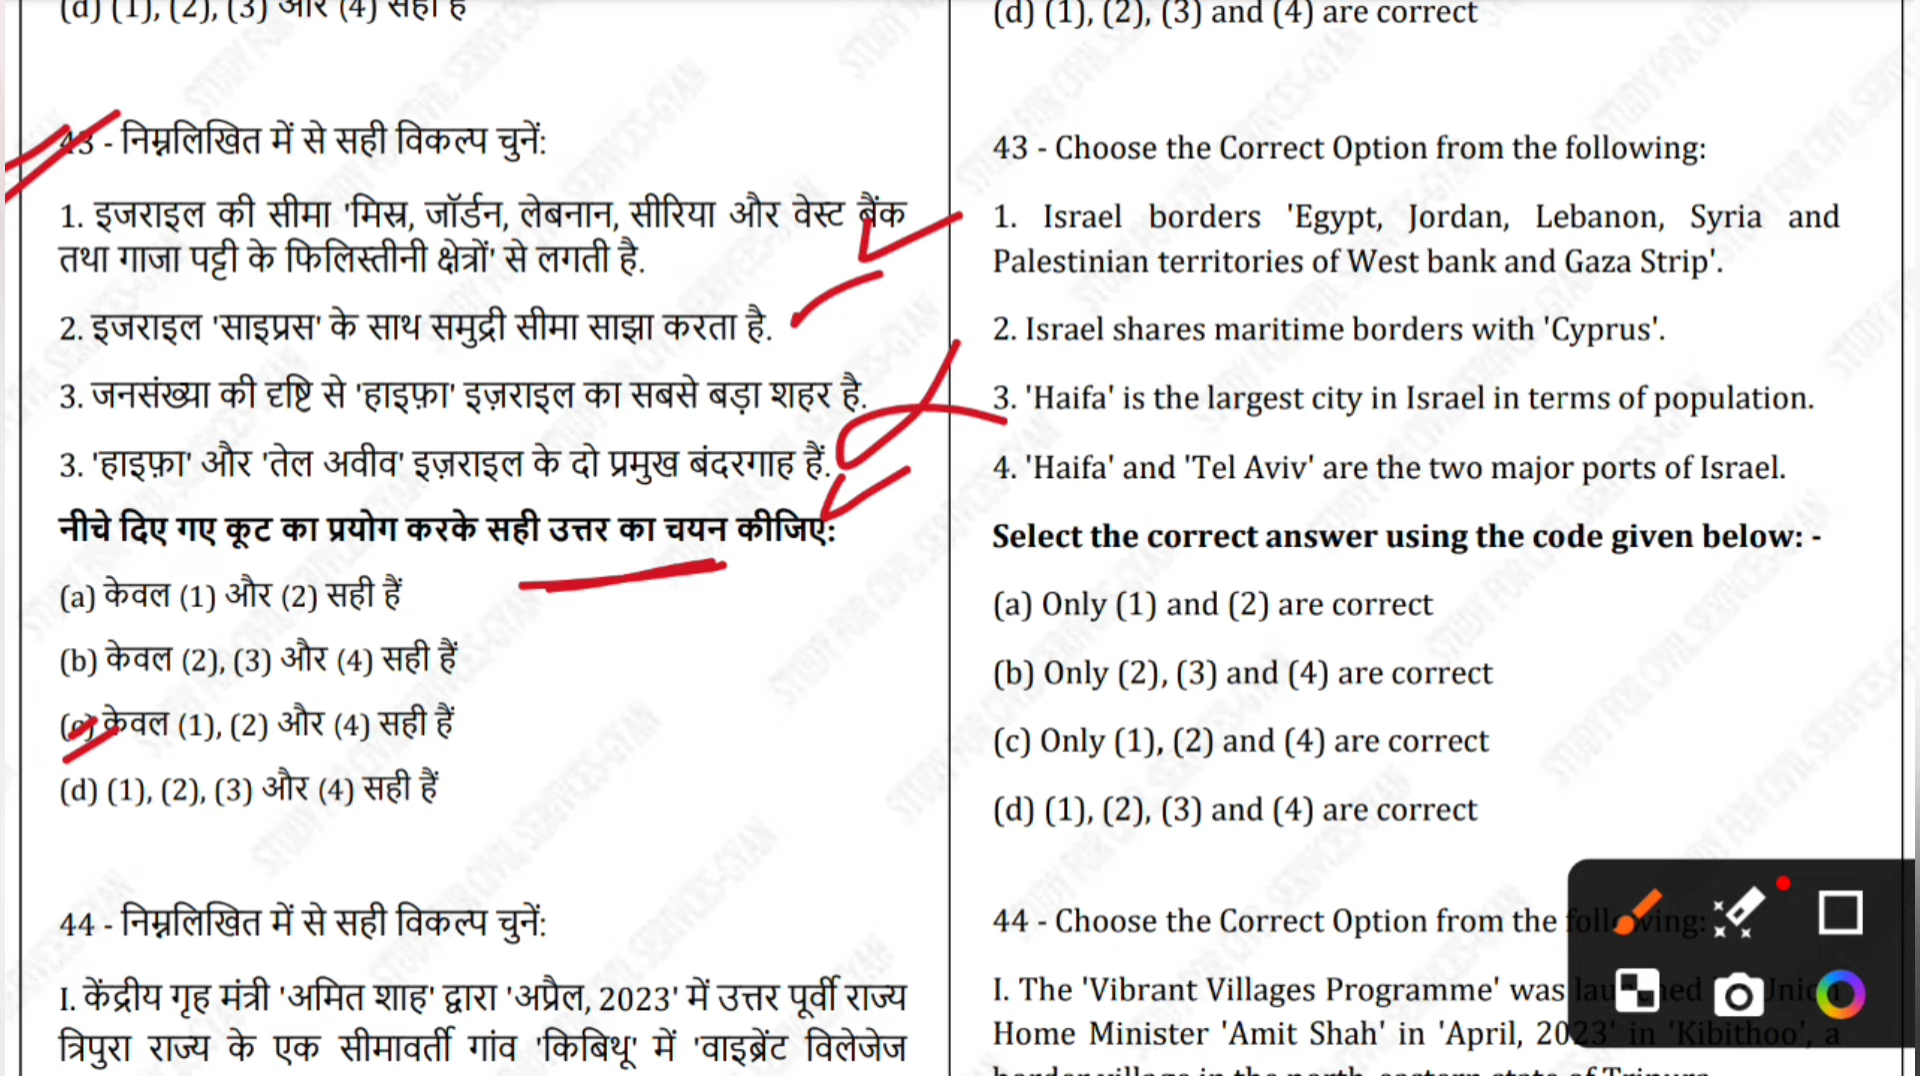 (d) (1), (2), (3) और (4) सही हैं
43 - निम्नलिखित में से सही विकल्प चुनें:
1. इजराइल की सीमा 'मिस्र, जॉर्डन, लेबनान, सीरिया और वेस्ट बैंक
तथा गाजा पट्टी के फिलिस्तीनी क्षेत्रों' से लगती है.
2. इजराइल 'साइप्रस' के साथ समुद्री सीमा साझा करता है.
3. जनसंख्या की दृष्टि से 'हाइफ़ा' इज़राइल का सबसे बड़ा शहर है.
3. 'हाइफ़ा' और 'तेल अवीव' इज़राइल के दो प्रमुख बंदरगाह हैं.
नीचे दिए गए कूट का प्रयोग करके सही उत्तर का चयन कीजिए:
(a) केवल (1) और (2) सही हैं
(b) केवल (2), (3) और (4) सही हैं
(c) केवल (1), (2) और (4) सही हैं
(d) (1), (2), (3) और (4) सही हैं
44 - निम्नलिखित में से सही विकल्प चुनें:
I. केंद्रीय गृह मंत्री 'अमित शाह' द्वारा 'अप्रैल, 2023' में उत्तर पूर्वी राज्य
त्रिपुरा राज्य के एक सीमावर्ती गांव 'किबिथू' में 'वाइब्रेंट विलेजेज
(d) (1), (2), (3) and (4) are correct
43 - Choose the Correct Option from the following:
1. Israel borders 'Egypt, Jordan, Lebanon, Syria and
Palestinian territories of West bank and Gaza Strip'.
2. Israel shares maritime borders with 'Cyprus'.
3. 'Haifa' is the largest city in Israel in terms of population.
4. 'Haifa' and 'Tel Aviv' are the two major ports of Israel.
Select the correct answer using the code given below: -
(a) Only (1) and (2) are correct
(b) Only (2), (3) and (4) are correct
(c) Only (1), (2) and (4) are correct
(d) (1), (2), (3) and (4) are correct
44 - Choose the Correct Option from the following:
I. The 'Vibrant Villages Programme' was launched Union
Home Minister 'Amit Shah' in 'April, 2023' in 'Kibithoo', a
border village in the north-eastern state of Tripura
STUDY FOR CIVIL SERVICES-GYAN